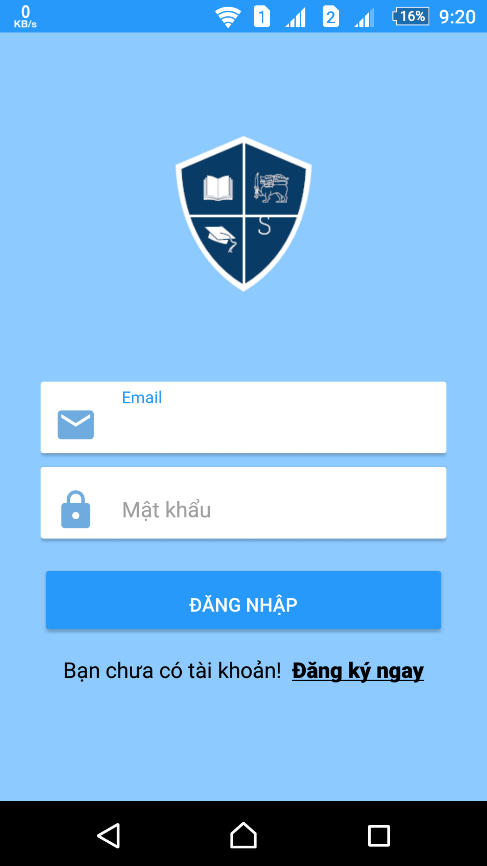 0
KB/s
1
2
16%
9:20
S
Email
Mật khẩu
ĐĂNG NHẬP
Bạn chưa có tài khoản! Đăng ký ngay